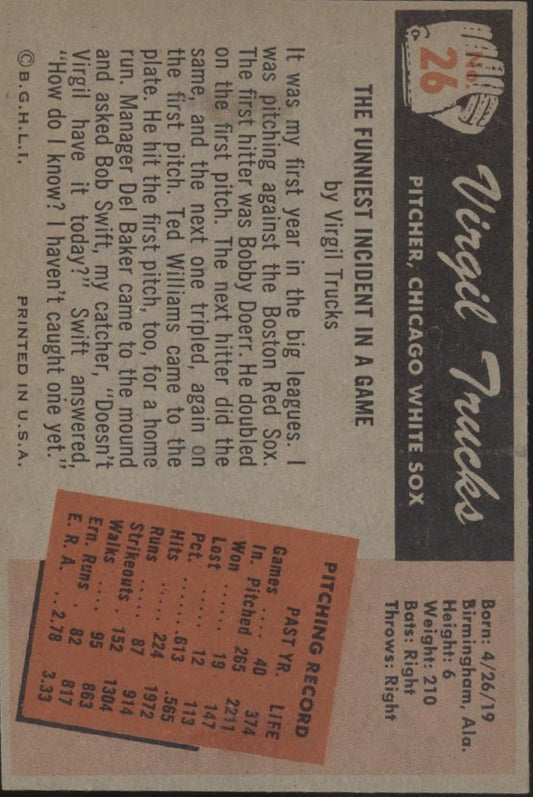 No.
26
Virgil Trucks
PITCHER, CHICAGO WHITE SOX
Born: 4/26/19
Birmingham, Ala.
Height: 6
Weight: 210
Bats: Right
Throws: Right
THE FUNNIEST INCIDENT IN A GAME
by Virgil Trucks
It was my first year in the big leagues. I
was pitching against the Boston Red Sox.
The first hitter was Bobby Doerr. He doubled
on the first pitch. The next hitter did the
same, and the next one tripled, again on
the first pitch. Ted Williams came to the
plate. He hit the first pitch, too, for a home
run. Manager Del Baker came to the mound
and asked Bob Swift, my catcher, "Doesn't
Virgil have it today?" Swift answered,
"How do I know? I haven't caught one yet."
© B.G.H.L.I. PRINTED IN U.S.A.
PITCHING RECORD
PAST YR. LIFE
Games .... 40 374
In. Pitched 265 2211
Won ...... 19 147
Lost ..... 12 113
Pct. ...... .613 .565
Hits ...... 224 1972
Runs ..... 87 914
Strikeouts 152 1304
Walks .... 95 863
Ern. Runs . 82 817
E. R. A. .. 2.78 3.33